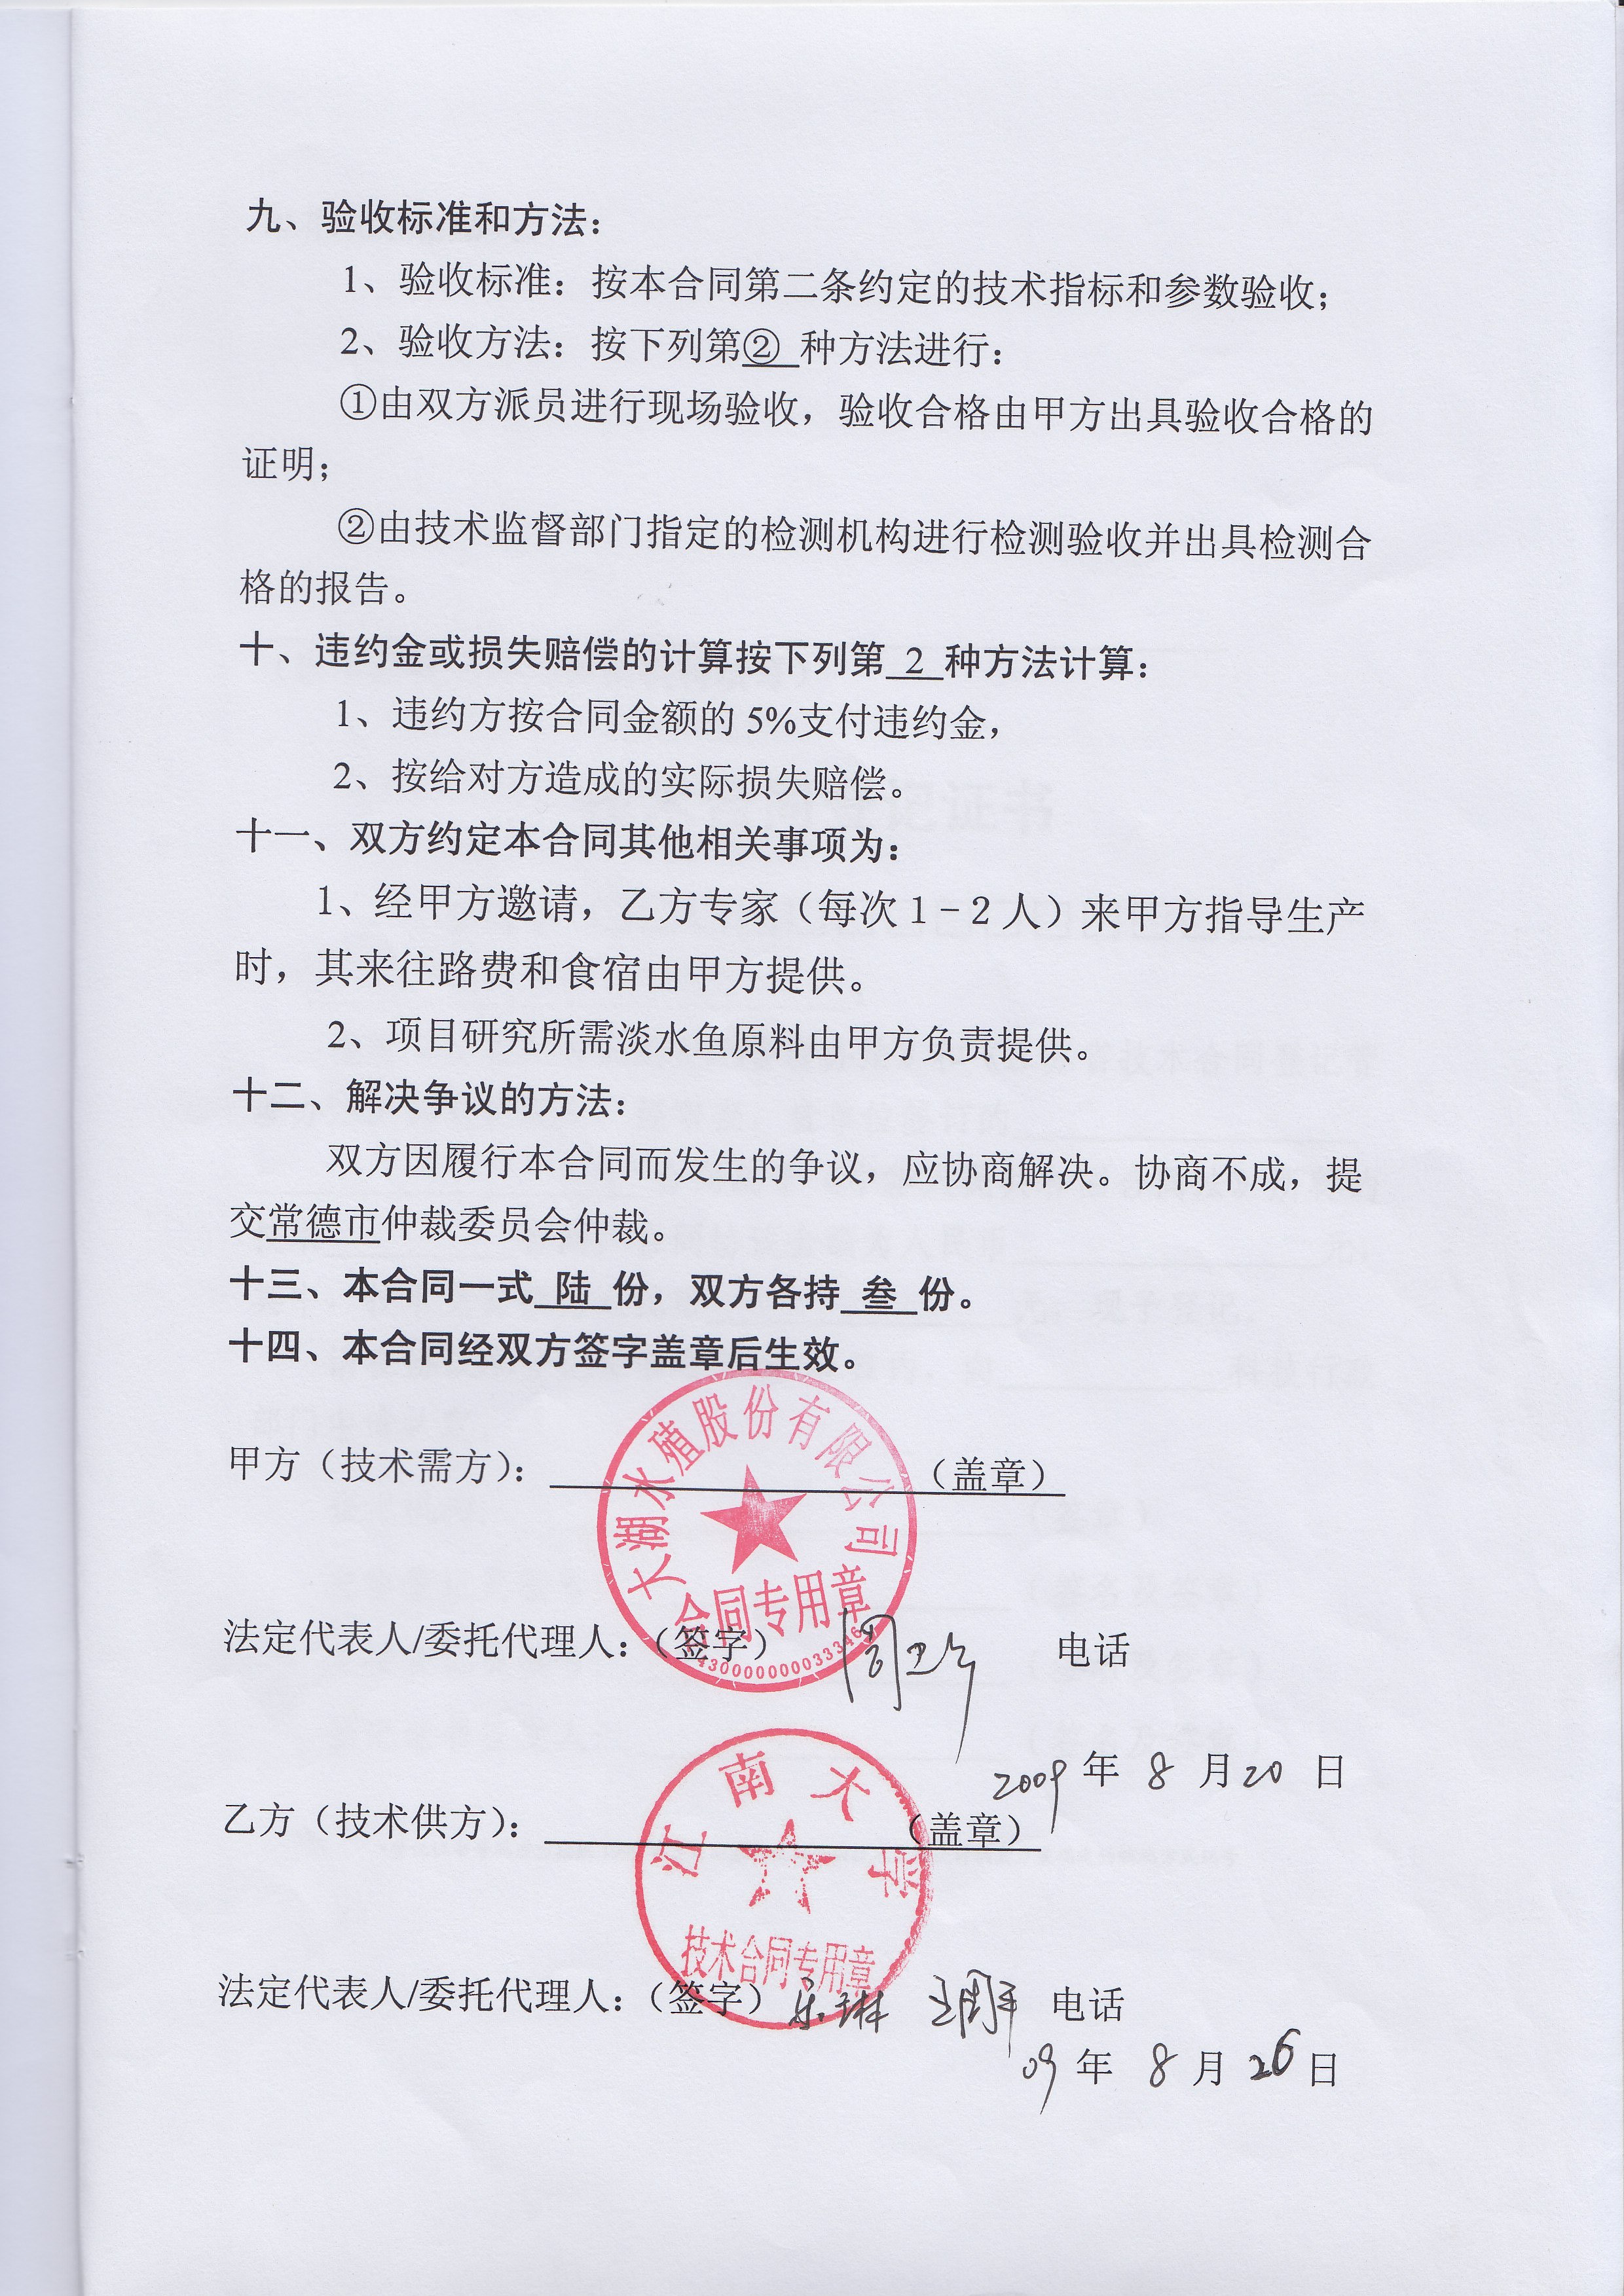 九、验收标准和方法：
1、验收标准：按本合同第二条约定的技术指标和参数验收；
2、验收方法：按下列第② 种方法进行：
①由双方派员进行现场验收，验收合格由甲方出具验收合格的
证明；
②由技术监督部门指定的检测机构进行检测验收并出具检测合
格的报告。
十、违约金或损失赔偿的计算按下列第 2 种方法计算：
1、违约方按合同金额的 5%支付违约金，
2、按给对方造成的实际损失赔偿。
十一、双方约定本合同其他相关事项为：
1、经甲方邀请，乙方专家（每次１－２人）来甲方指导生产
时，其来往路费和食宿由甲方提供。
2、项目研究所需淡水鱼原料由甲方负责提供。
十二、解决争议的方法：
双方因履行本合同而发生的争议，应协商解决。协商不成，提
交常德市仲裁委员会仲裁。
十三、本合同一式 陆 份，双方各持 叁 份。
十四、本合同经双方签字盖章后生效。
大湖水殖股份有限公司
甲方（技术需方）： （盖章）
合同专用章
法定代表人/委托代理人：（签字） 电话
4300000000033346
2009 年 8 月 20 日
江南大学
乙方（技术供方）： （盖章）
技术合同专用章
法定代表人/委托代理人：（签字） 电话
09 年 8 月 26 日